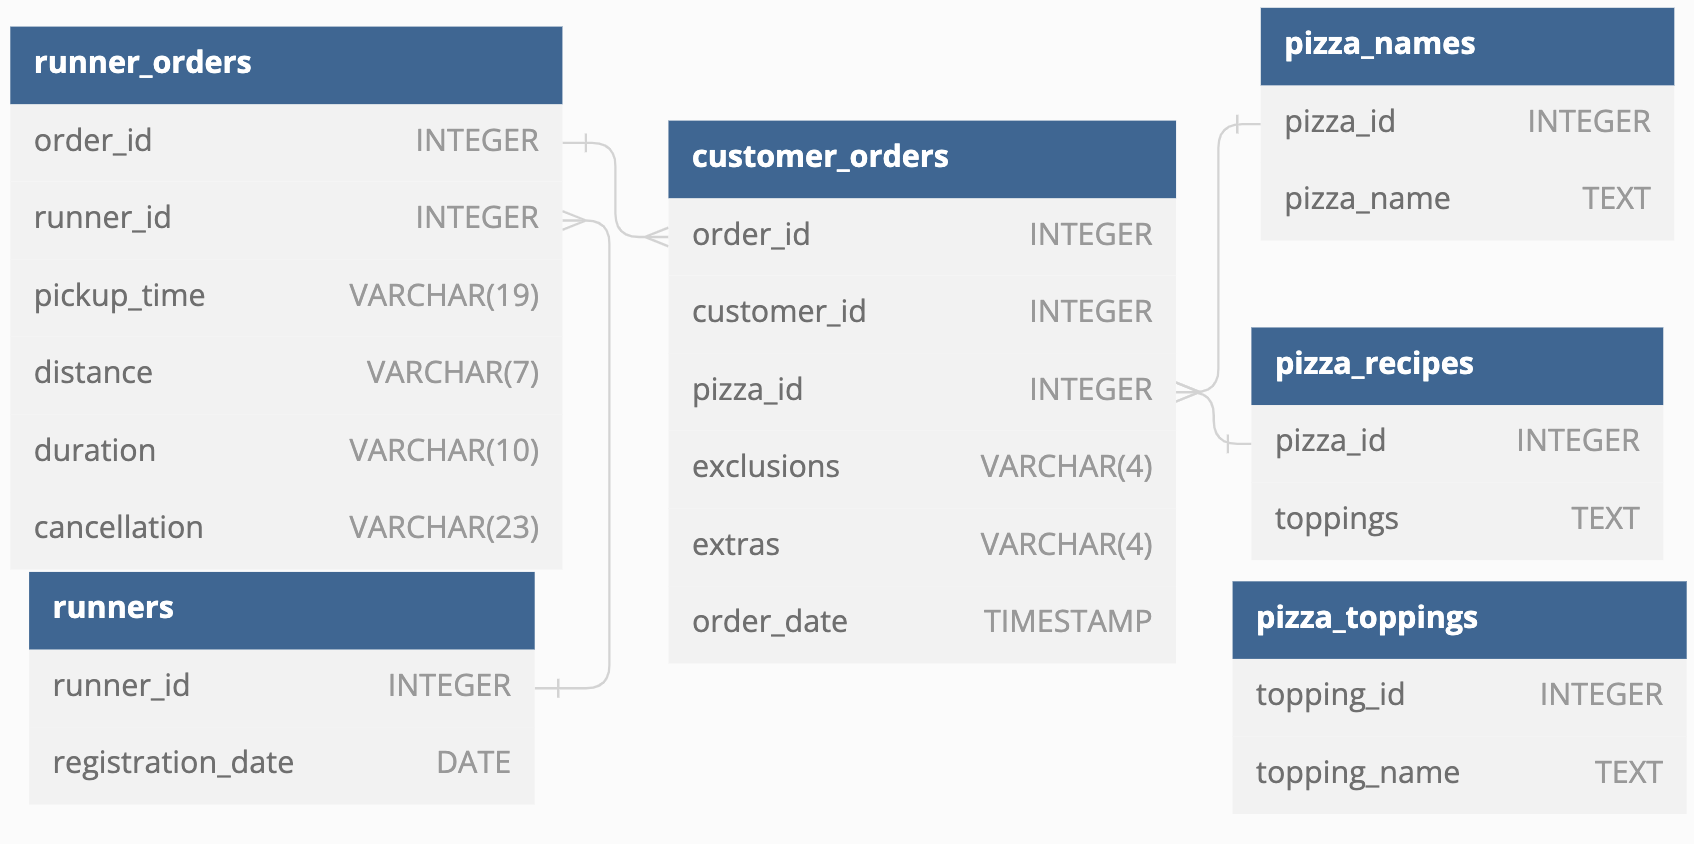 runner_orders
order_id INTEGER
runner_id INTEGER
pickup_time VARCHAR(19)
distance VARCHAR(7)
duration VARCHAR(10)
cancellation VARCHAR(23)
runners
runner_id INTEGER
registration_date DATE
customer_orders
order_id INTEGER
customer_id INTEGER
pizza_id INTEGER
exclusions VARCHAR(4)
extras VARCHAR(4)
order_date TIMESTAMP
pizza_names
pizza_id INTEGER
pizza_name TEXT
pizza_recipes
pizza_id INTEGER
toppings TEXT
pizza_toppings
topping_id INTEGER
topping_name TEXT